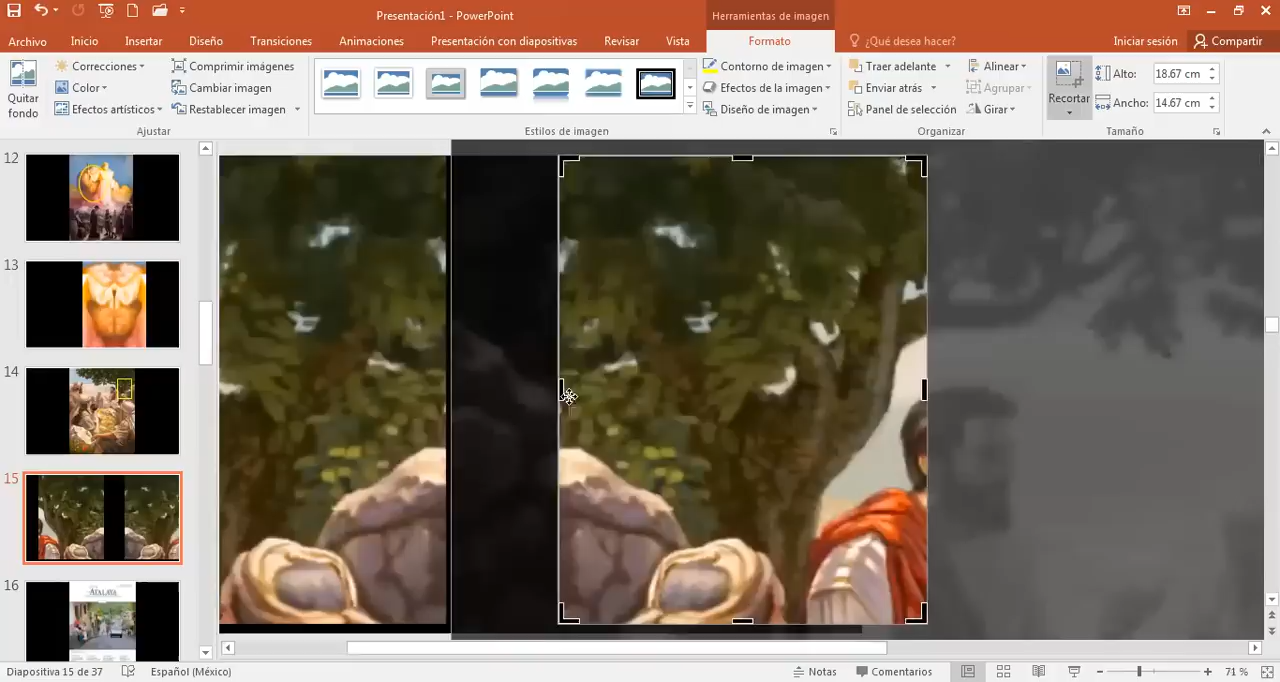 Presentación1 - PowerPoint
Herramientas de imagen
Archivo
Inicio
Insertar
Diseño
Transiciones
Animaciones
Presentación con diapositivas
Revisar
Vista
Formato
¿Qué desea hacer?
Iniciar sesión
Compartir
Quitar fondo
Correcciones
Color
Efectos artísticos
Comprimir imágenes
Cambiar imagen
Restablecer imagen
Ajustar
Estilos de imagen
Contorno de imagen
Efectos de la imagen
Diseño de imagen
Traer adelante
Enviar atrás
Panel de selección
Alinear
Agrupar
Girar
Organizar
Recortar
Alto: 18.67 cm
Ancho: 14.67 cm
Tamaño
12
13
14
15
16
ATALAYA
Diapositiva 15 de 37
Español (México)
Notas
Comentarios
71 %